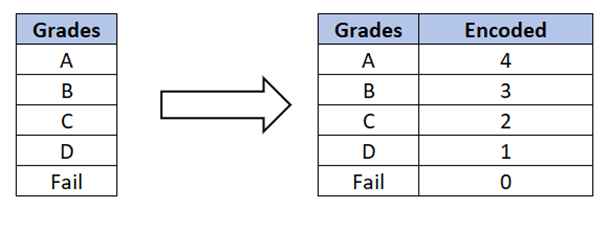 Grades
A
B
C
D
Fail
Grades Encoded
A 4
B 3
C 2
D 1
Fail 0